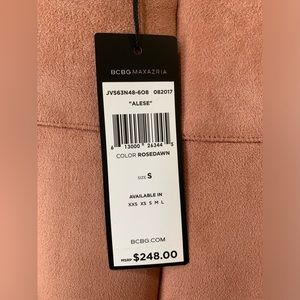 BCBGMAXAZRIA
JVS63N48-608 082017
"ALESE"
6 13000 26344 5
COLOR ROSEDAWN
SIZE S
AVAILABLE IN
XXS XS S M L
BCBG.COM
MSRP $248.00